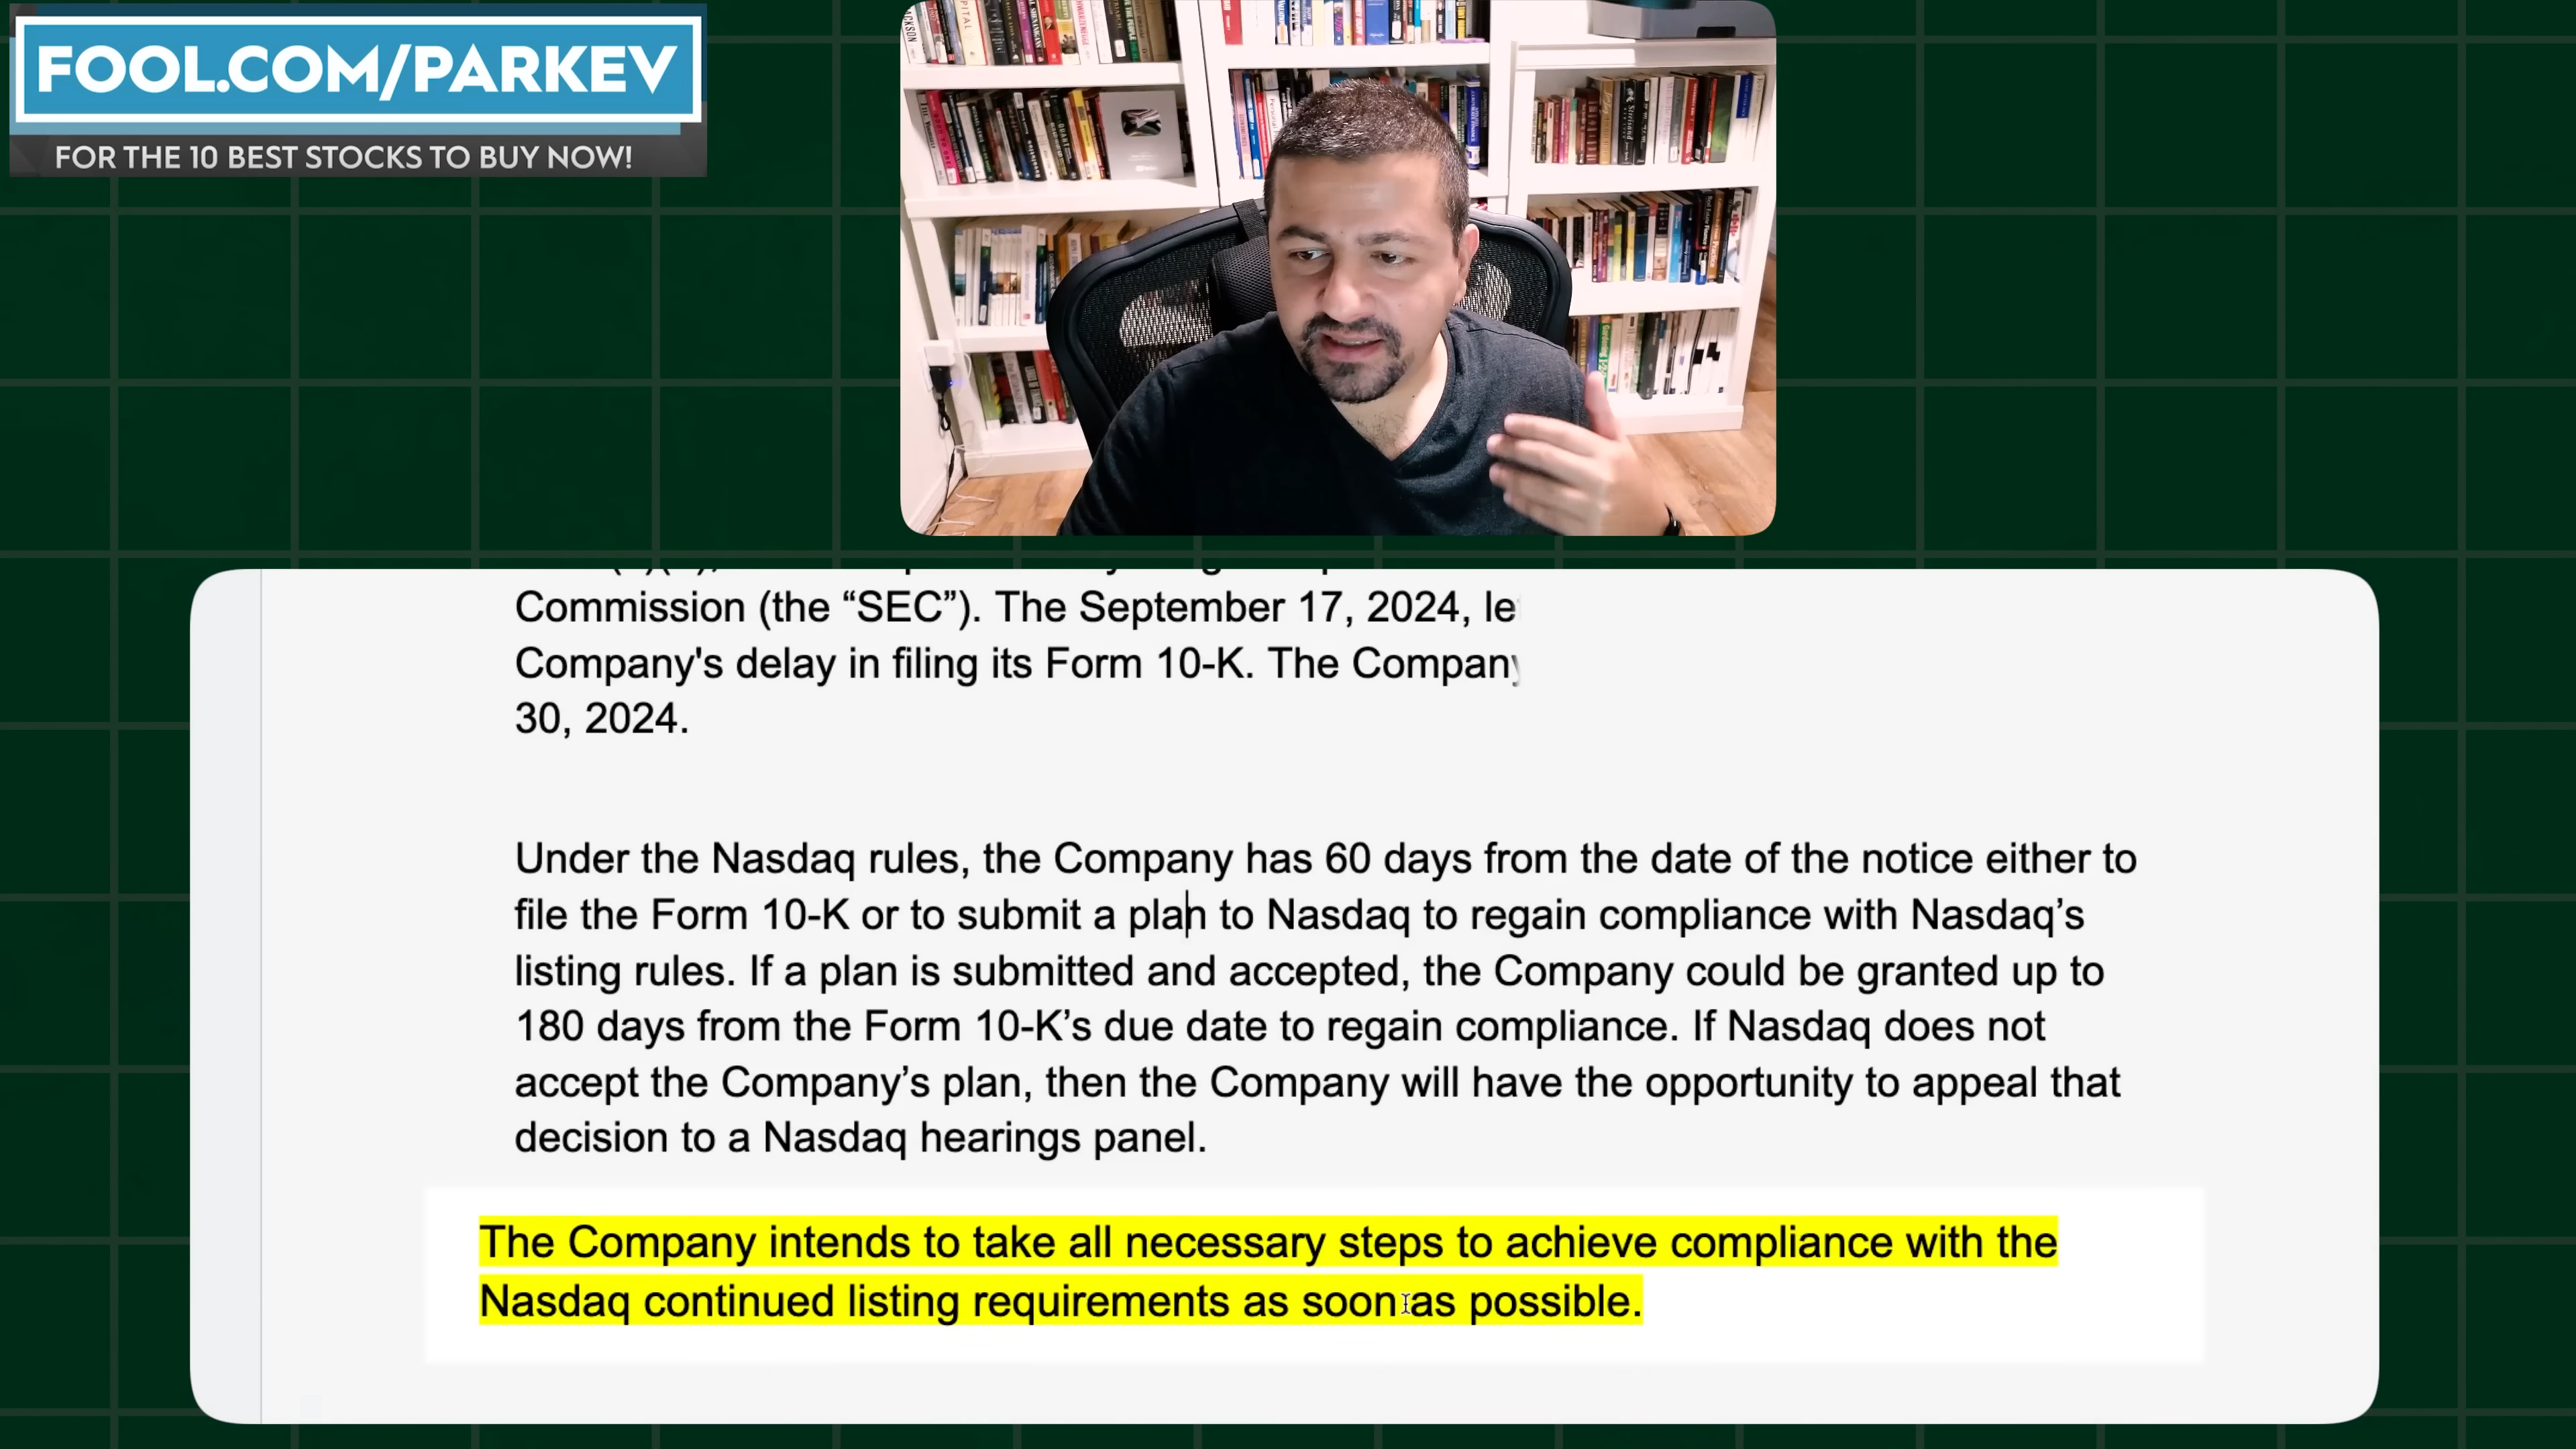 FOOL.COM/PARKEV
FOR THE 10 BEST STOCKS TO BUY NOW!
Commission (the “SEC”). The September 17, 2024,
Company's delay in filing its Form 10-K. The Company
30, 2024.
Under the Nasdaq rules, the Company has 60 days from the date of the notice either to
file the Form 10-K or to submit a plan to Nasdaq to regain compliance with Nasdaq’s
listing rules. If a plan is submitted and accepted, the Company could be granted up to
180 days from the Form 10-K’s due date to regain compliance. If Nasdaq does not
accept the Company’s plan, then the Company will have the opportunity to appeal that
decision to a Nasdaq hearings panel.
The Company intends to take all necessary steps to achieve compliance with the
Nasdaq continued listing requirements as soon as possible.